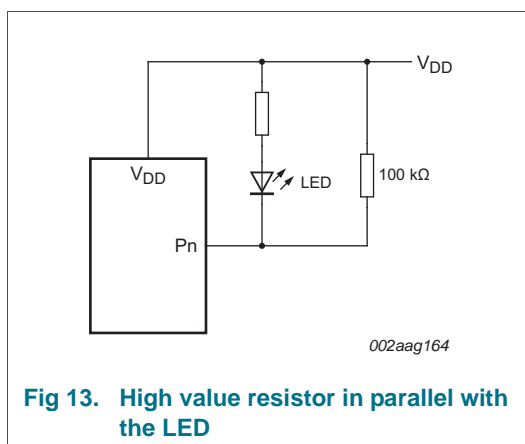 VDD
VDD
LED
100 kΩ
Pn
002aag164
Fig 13. High value resistor in parallel with
the LED